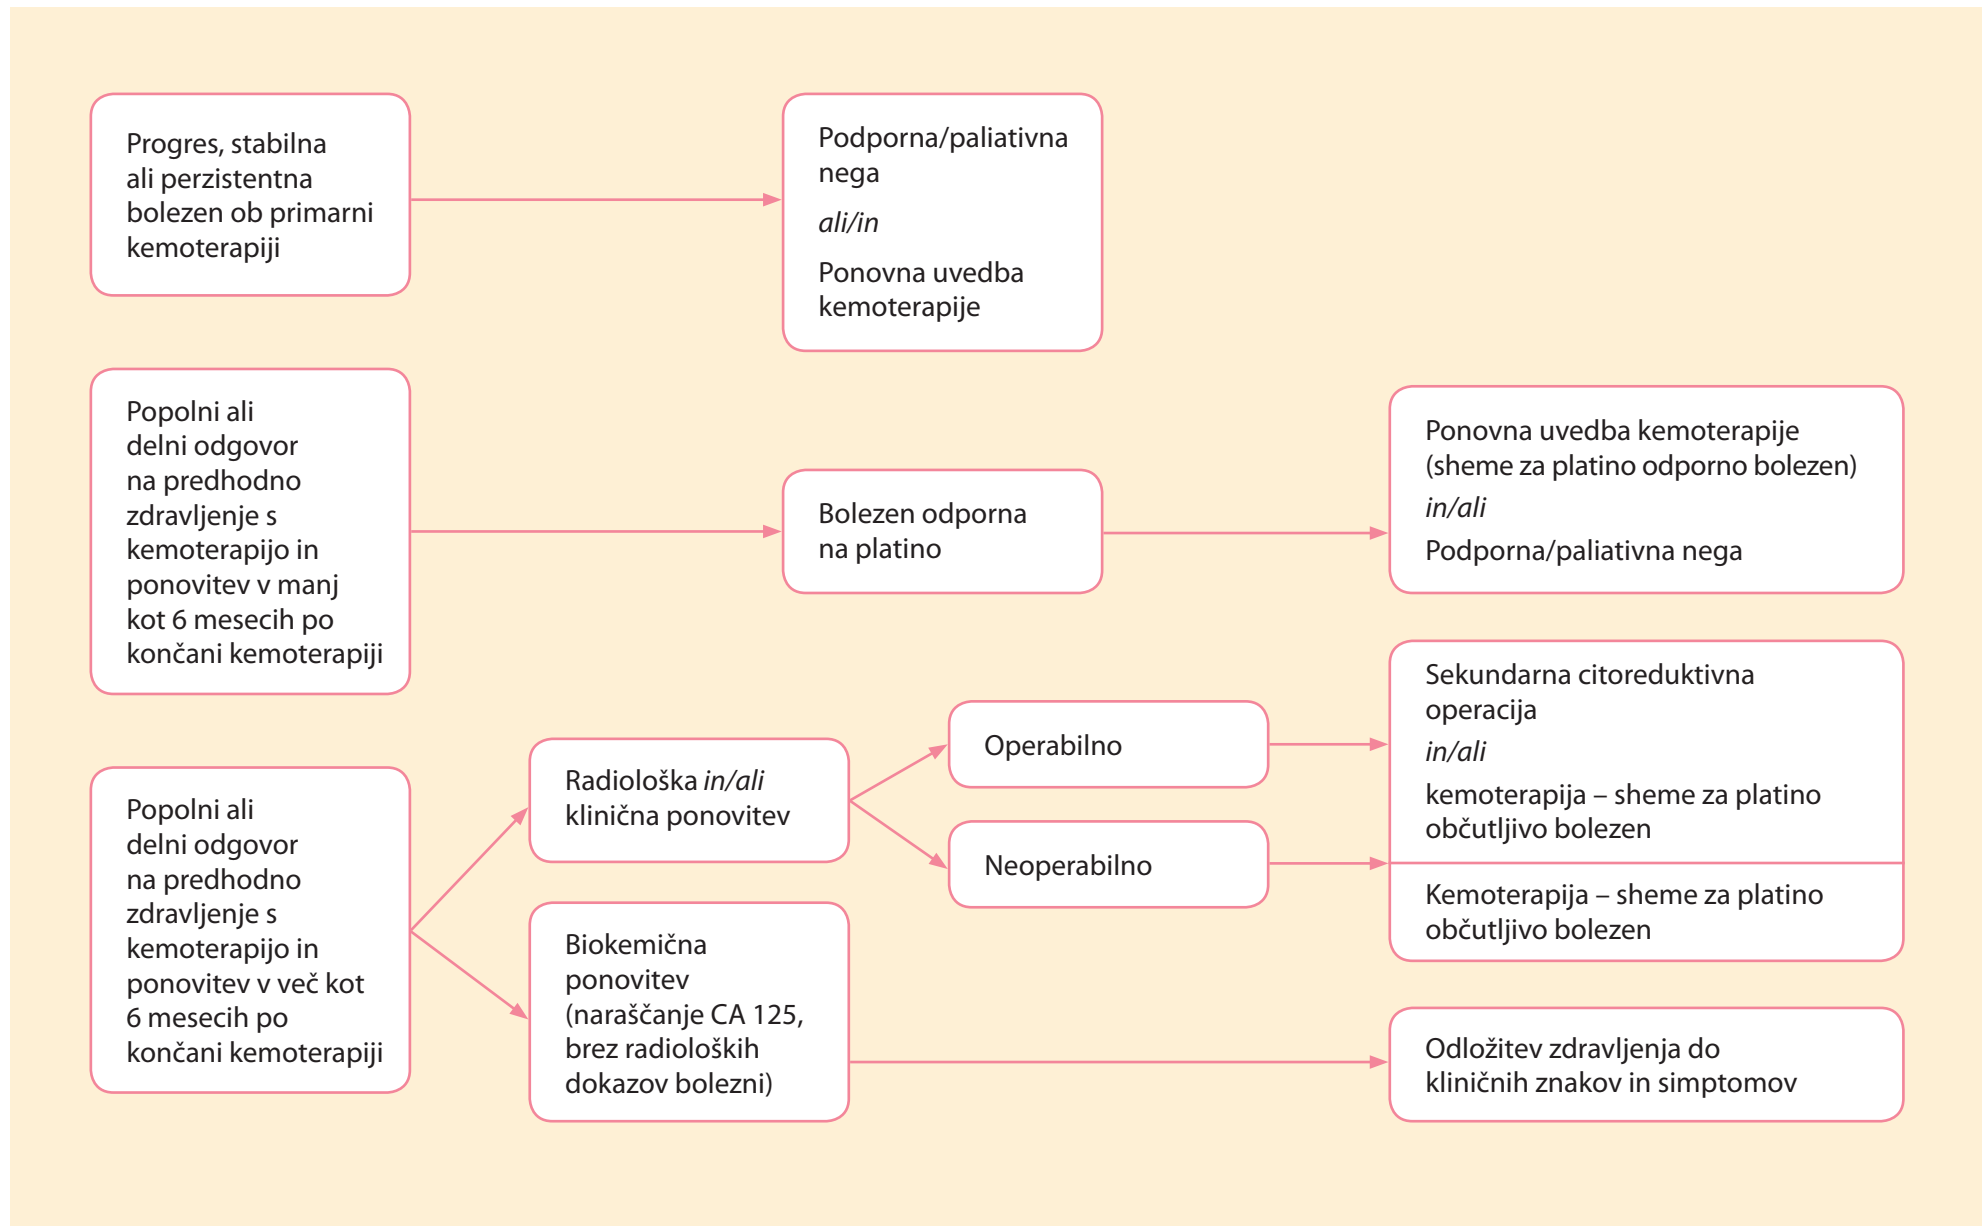 Progres, stabilna
ali perzistentna
bolezen ob primarni
kemoterapiji
Podporna/paliativna
nega
ali/in
Ponovna uvedba
kemoterapije
Popolni ali
delni odgovor
na predhodno
zdravljenje s
kemoterapijo in
ponovitev v manj
kot 6 mesecih po
končani kemoterapiji
Bolezen odporna
na platino
Ponovna uvedba kemoterapije
(sheme za platino odporno bolezen)
in/ali
Podporna/paliativna nega
Popolni ali
delni odgovor
na predhodno
zdravljenje s
kemoterapijo in
ponovitev v več kot
6 mesecih po
končani kemoterapiji
Radiološka in/ali
klinična ponovitev
Operabilno
Neoperabilno
Sekundarna citoreduktivna
operacija
in/ali
kemoterapija – sheme za platino
občutljivo bolezen
Kemoterapija – sheme za platino
občutljivo bolezen
Biokemična
ponovitev
(naraščanje CA 125,
brez radioloških
dokazov bolezni)
Odložitev zdravljenja do
kliničnih znakov in simptomov